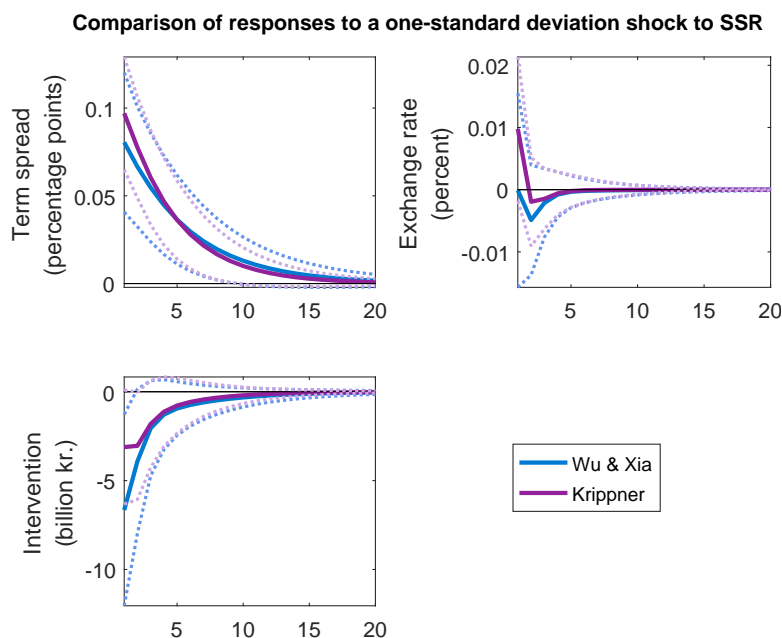 Comparison of responses to a one-standard deviation shock to SSR
Term spread
(percentage points)
0.1
0.05
0
5
10
15
20
Exchange rate
(percent)
0.02
0.01
0
-0.01
5
10
15
20
Intervention
(billion kr.)
0
-5
-10
5
10
15
20
Wu & Xia
Krippner